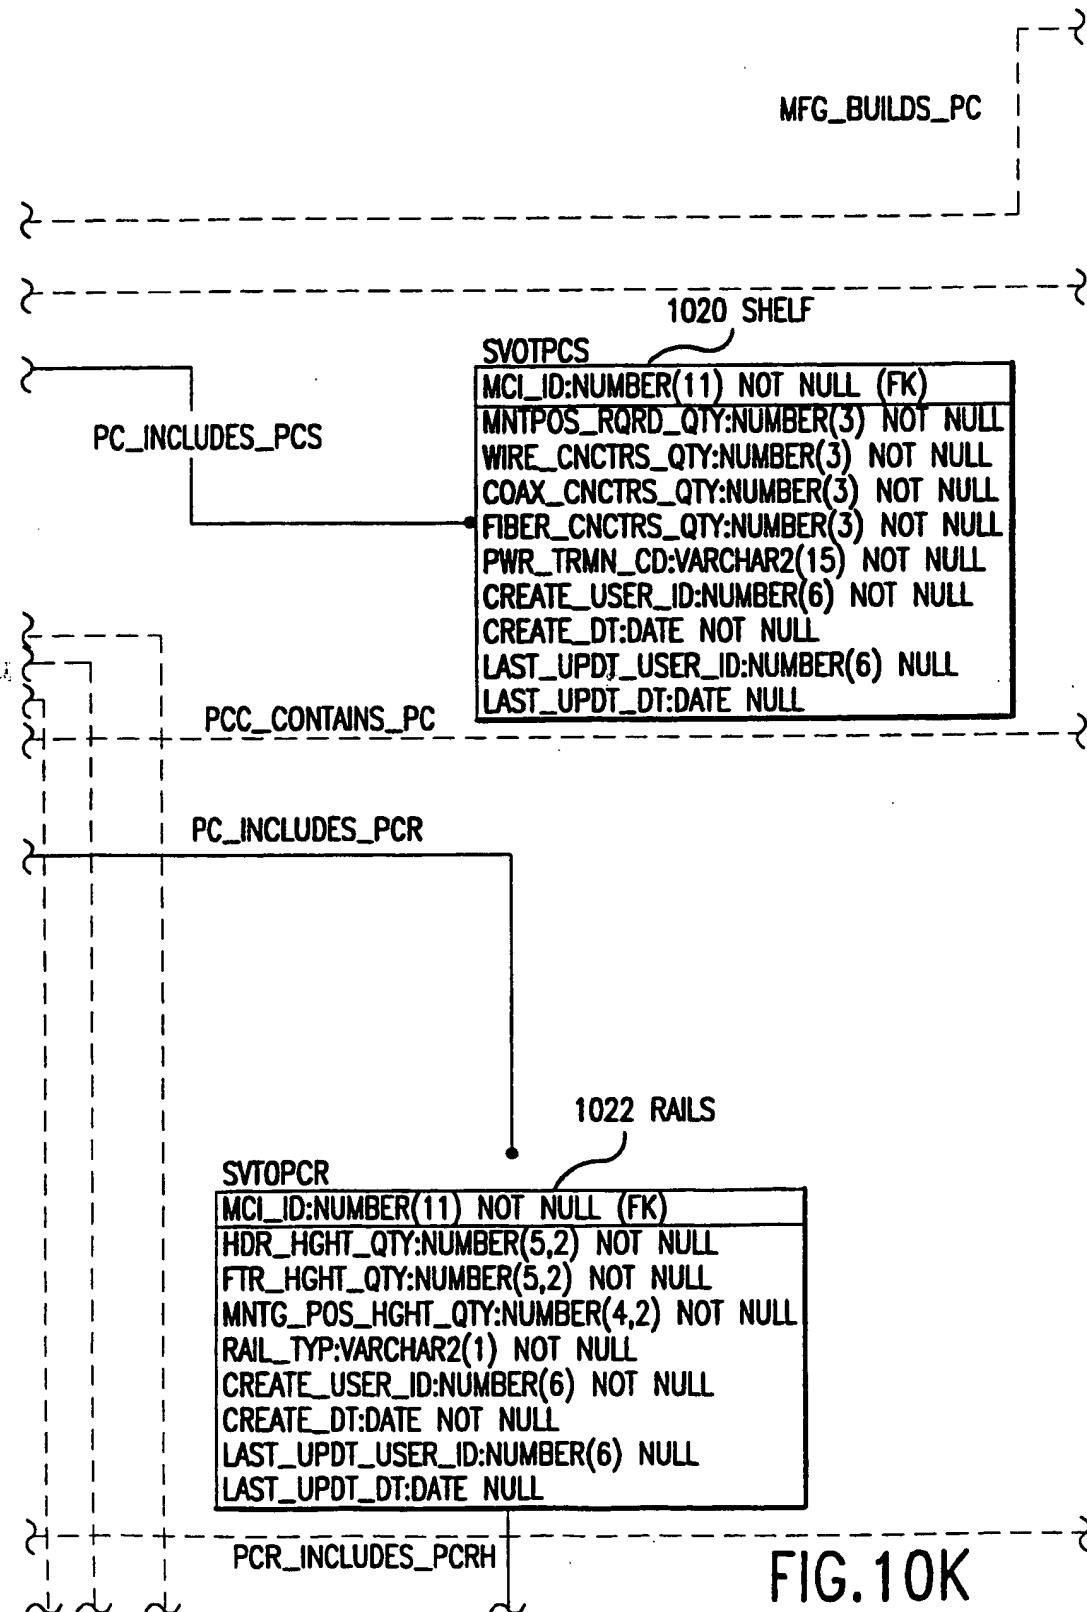 MFG_BUILDS_PC
1020 SHELF
SVOTPCS
MCI_ID:NUMBER(11) NOT NULL (FK)
MNTPOS_RQRD_QTY:NUMBER(3) NOT NULL
WIRE_CNCTRS_QTY:NUMBER(3) NOT NULL
COAX_CNCTRS_QTY:NUMBER(3) NOT NULL
FIBER_CNCTRS_QTY:NUMBER(3) NOT NULL
PWR_TRMN_CD:VARCHAR2(15) NOT NULL
CREATE_USER_ID:NUMBER(6) NOT NULL
CREATE_DT:DATE NOT NULL
LAST_UPDT_USER_ID:NUMBER(6) NULL
LAST_UPDT_DT:DATE NULL
PC_INCLUDES_PCS
PCC_CONTAINS_PC
PC_INCLUDES_PCR
1022 RAILS
SVTOPCR
MCI_ID:NUMBER(11) NOT NULL (FK)
HDR_HGHT_QTY:NUMBER(5,2) NOT NULL
FTR_HGHT_QTY:NUMBER(5,2) NOT NULL
MNTG_POS_HGHT_QTY:NUMBER(4,2) NOT NULL
RAIL_TYP:VARCHAR2(1) NOT NULL
CREATE_USER_ID:NUMBER(6) NOT NULL
CREATE_DT:DATE NOT NULL
LAST_UPDT_USER_ID:NUMBER(6) NULL
LAST_UPDT_DT:DATE NULL
PCR_INCLUDES_PCRH
FIG.10K